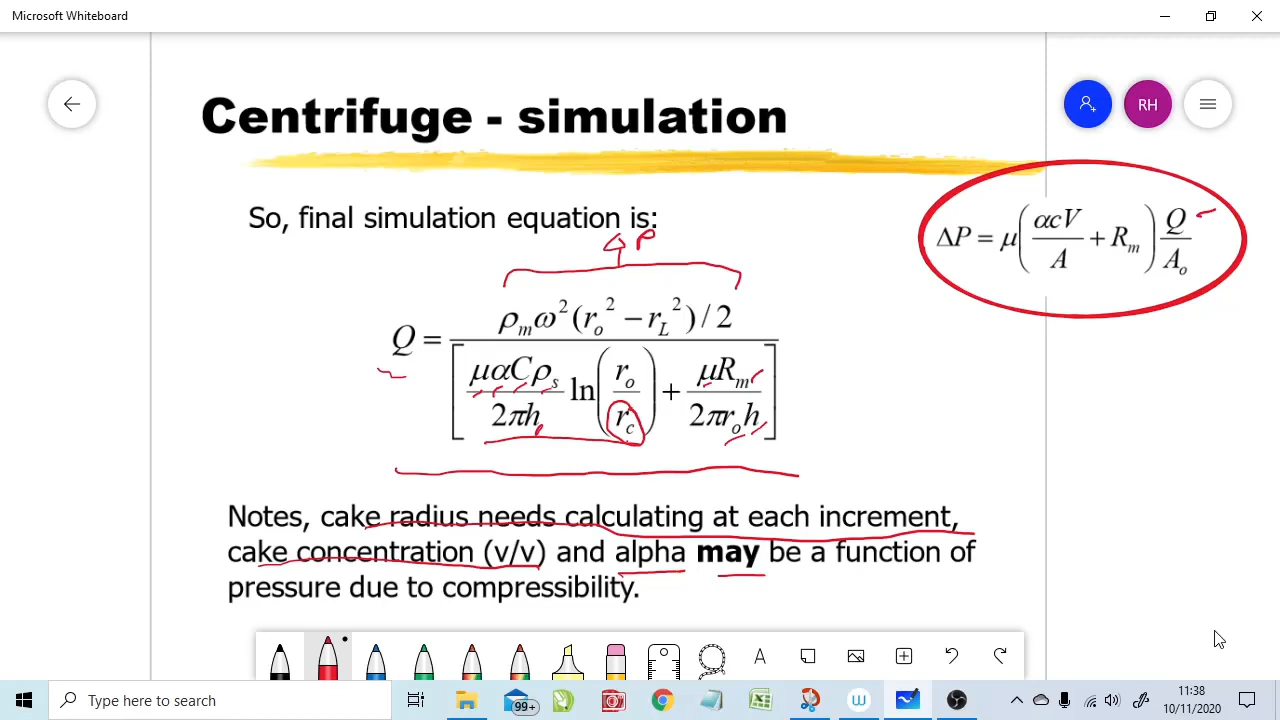 Microsoft Whiteboard
Centrifuge - simulation
RH
So, final simulation equation is:
ΔP = μ(αcV/A + Rₘ)Q/Aₒ
ΔP
Q = ρₘω²(rₒ² − r_L²)/2 / [μαCρₛ/2πh ln(rₒ/r_c) + μRₘ/2πrₒh]
Notes, cake radius needs calculating at each increment,
cake concentration (v/v) and alpha may be a function of
pressure due to compressibility.
A
Type here to search
99+
11:38
10/11/2020